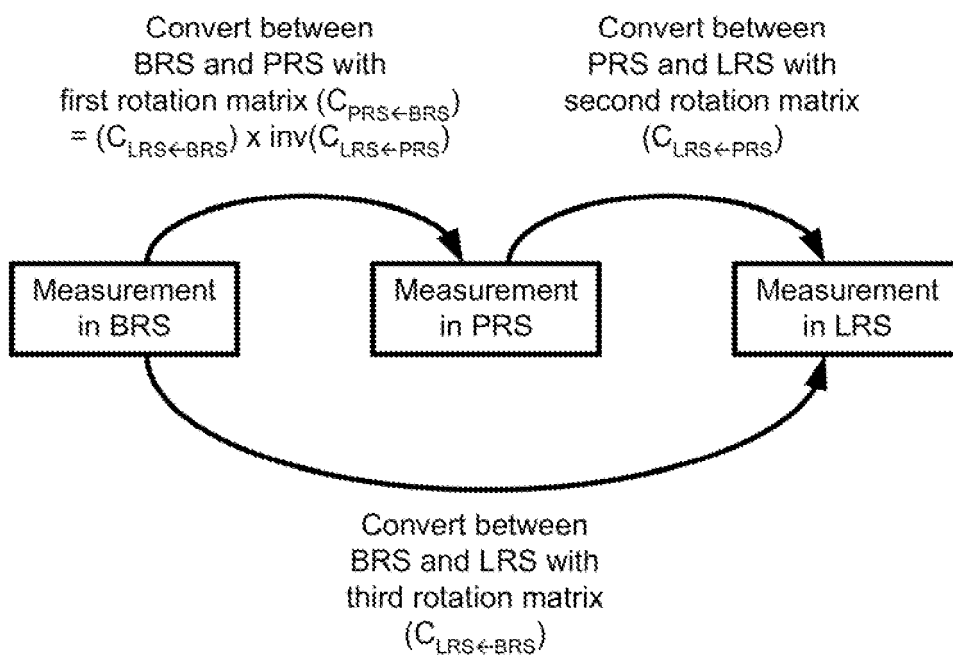 Convert between
BRS and PRS with
first rotation matrix (C_PRS←BRS)
= (C_LRS←BRS) x inv(C_LRS←PRS)
Convert between
PRS and LRS with
second rotation matrix
(C_LRS←PRS)
Measurement
in BRS
Measurement
in PRS
Measurement
in LRS
Convert between
BRS and LRS with
third rotation matrix
(C_LRS←BRS)